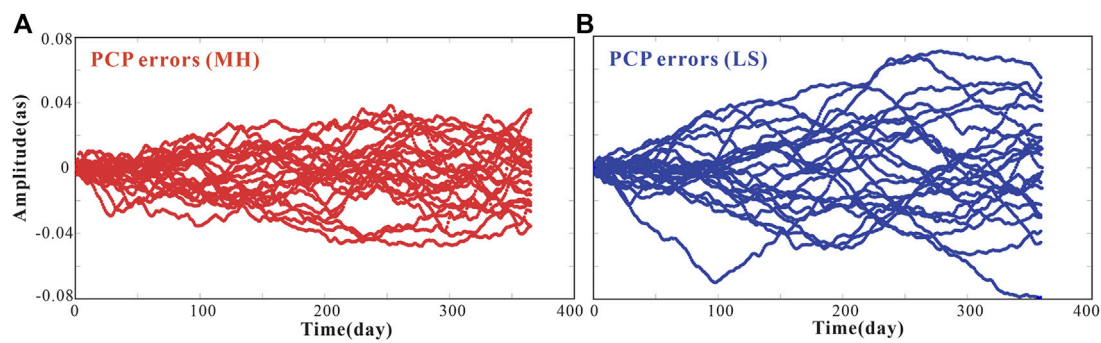 A
B
PCP errors (MH)
PCP errors (LS)
Amplitude(as)
0.08
0.04
0
-0.04
-0.08
0
100
200
300
400
Time(day)
0
100
200
300
400
Time(day)